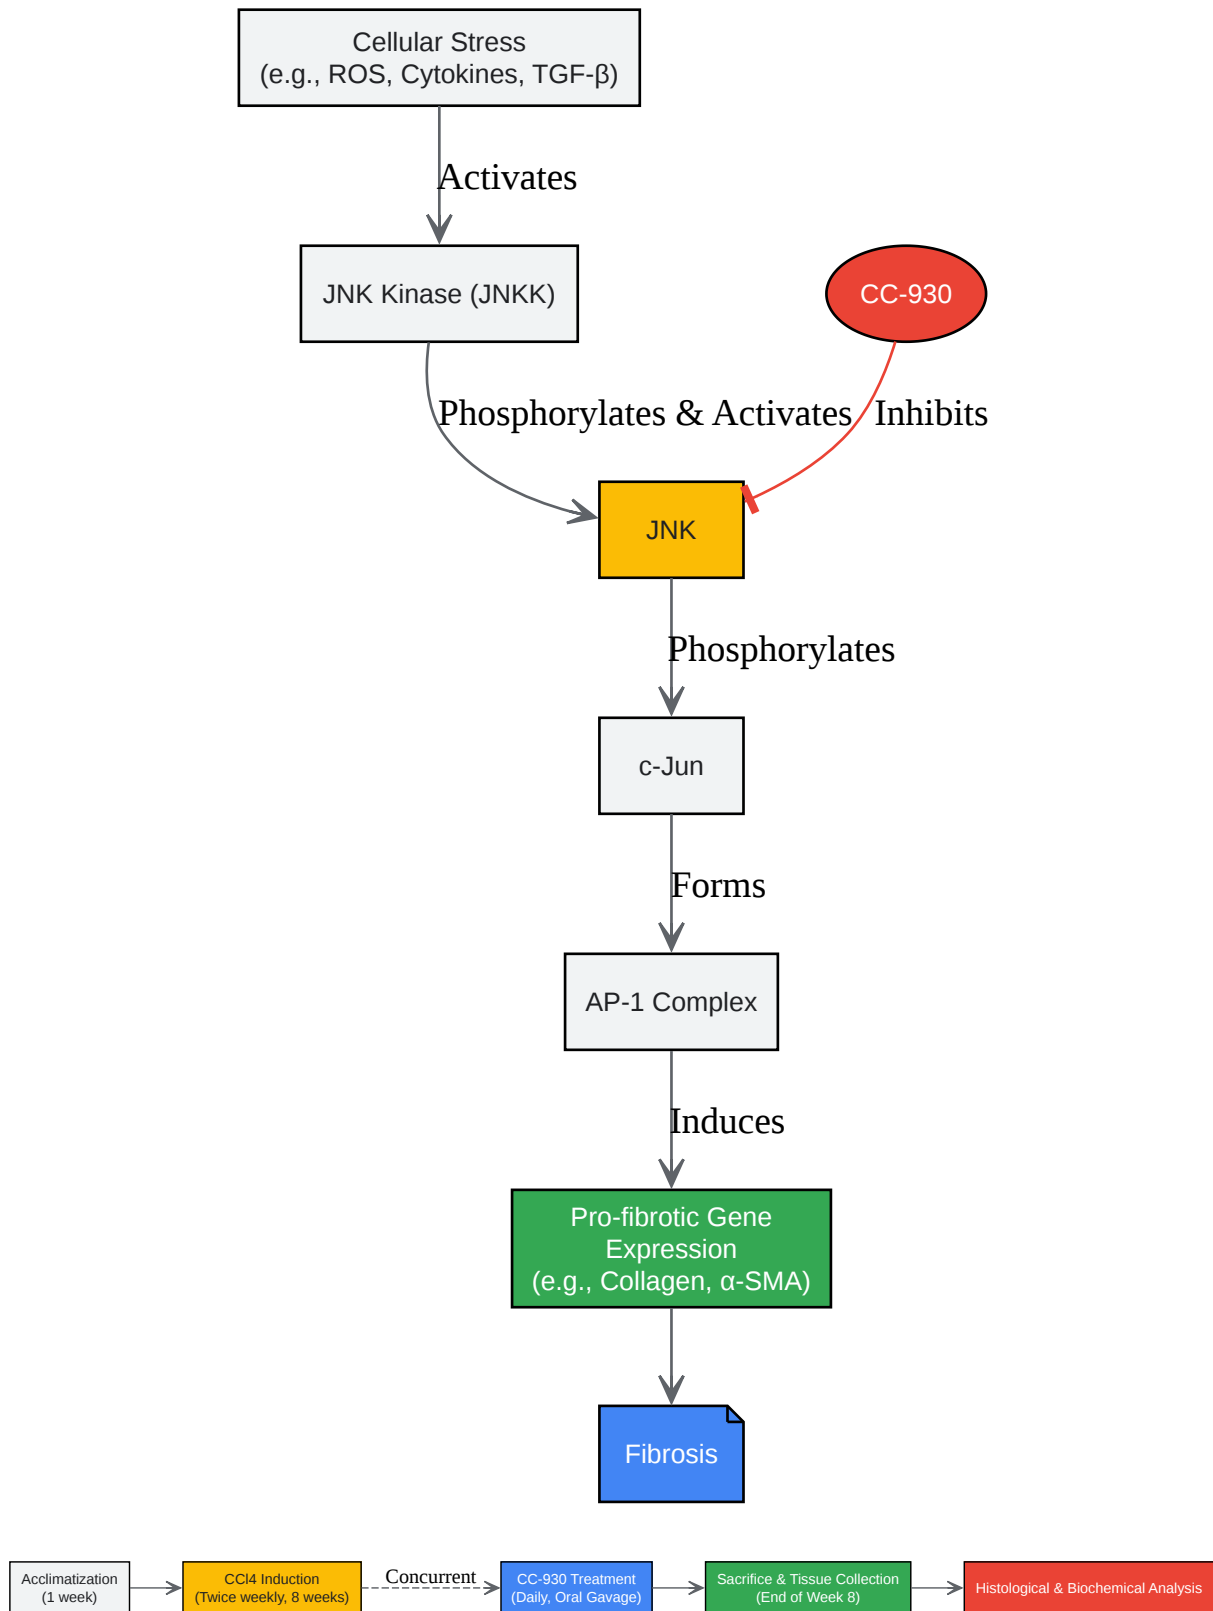 Cellular Stress
(e.g., ROS, Cytokines, TGF-β)
Activates
JNK Kinase (JNKK)
CC-930
Phosphorylates & Activates
Inhibits
JNK
Phosphorylates
c-Jun
Forms
AP-1 Complex
Induces
Pro-fibrotic Gene
Expression
(e.g., Collagen, α-SMA)
Fibrosis
Acclimatization
(1 week)
CCl4 Induction
(Twice weekly, 8 weeks)
Concurrent
CC-930 Treatment
(Daily, Oral Gavage)
Sacrifice & Tissue Collection
(End of Week 8)
Histological & Biochemical Analysis